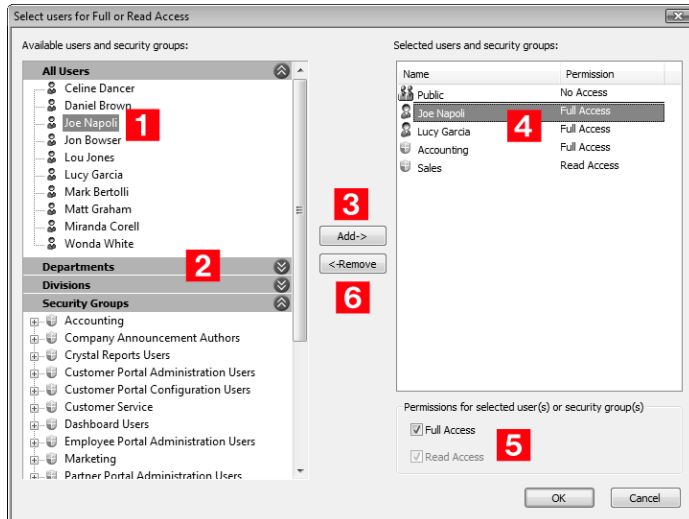 Select users for Full or Read Access
Available users and security groups:
All Users
Celine Dancer
Daniel Brown
Joe Napoli
1
Jon Bowser
Lou Jones
Lucy Garcia
Mark Bertolli
Matt Graham
Miranda Corell
Wonda White
Departments
2
Divisions
Security Groups
Accounting
Company Announcement Authors
Crystal Reports Users
Customer Portal Administration Users
Customer Portal Configuration Users
Customer Service
Dashboard Users
Employee Portal Administration Users
Marketing
Partner Portal Administration Users
3
Add->
<-Remove
6
Selected users and security groups:
Name Permission
Public No Access
Joe Napoli Full Access
4
Lucy Garcia Full Access
Accounting Full Access
Sales Read Access
Permissions for selected user(s) or security group(s)
Full Access
5
Read Access
OK Cancel